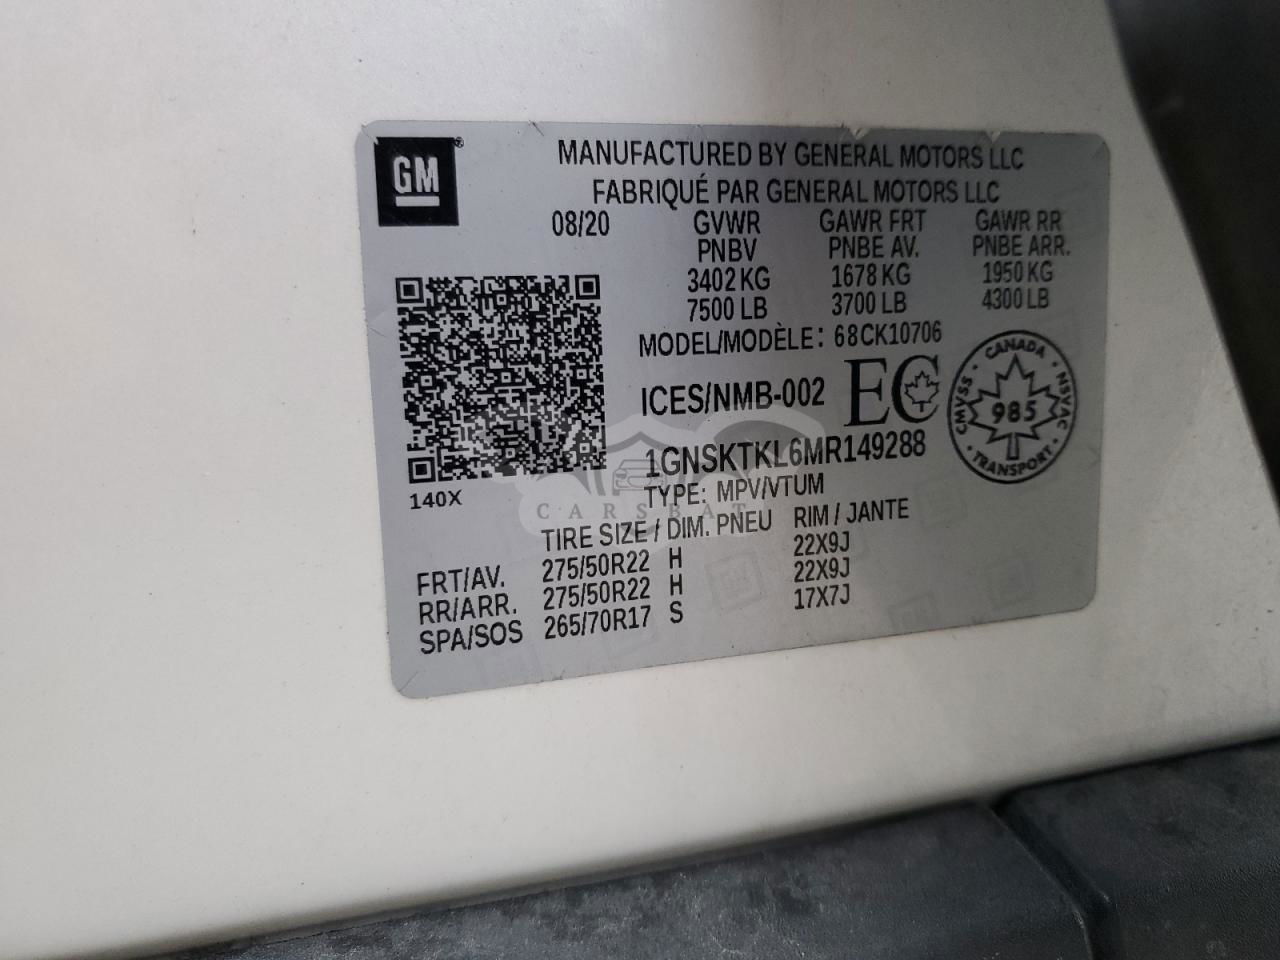 GM®
MANUFACTURED BY GENERAL MOTORS LLC
FABRIQUÉ PAR GENERAL MOTORS LLC
08/20 GVWR GAWR FRT GAWR RR
PNBV PNBE AV. PNBE ARR.
3402 KG 1678 KG 1950 KG
7500 LB 3700 LB 4300 LB
MODEL/MODÈLE: 68CK10706
ICES/NMB-002 EC
CANADA
CMVSS 985 NSVAC
TRANSPORT
1GNSKTKL6MR149288
140X
TYPE: MPV/VTUM
CARSBAT
TIRE SIZE / DIM. PNEU RIM / JANTE
FRT/AV. 275/50R22 H 22X9J
RR/ARR. 275/50R22 H 22X9J
SPA/SOS 265/70R17 S 17X7J